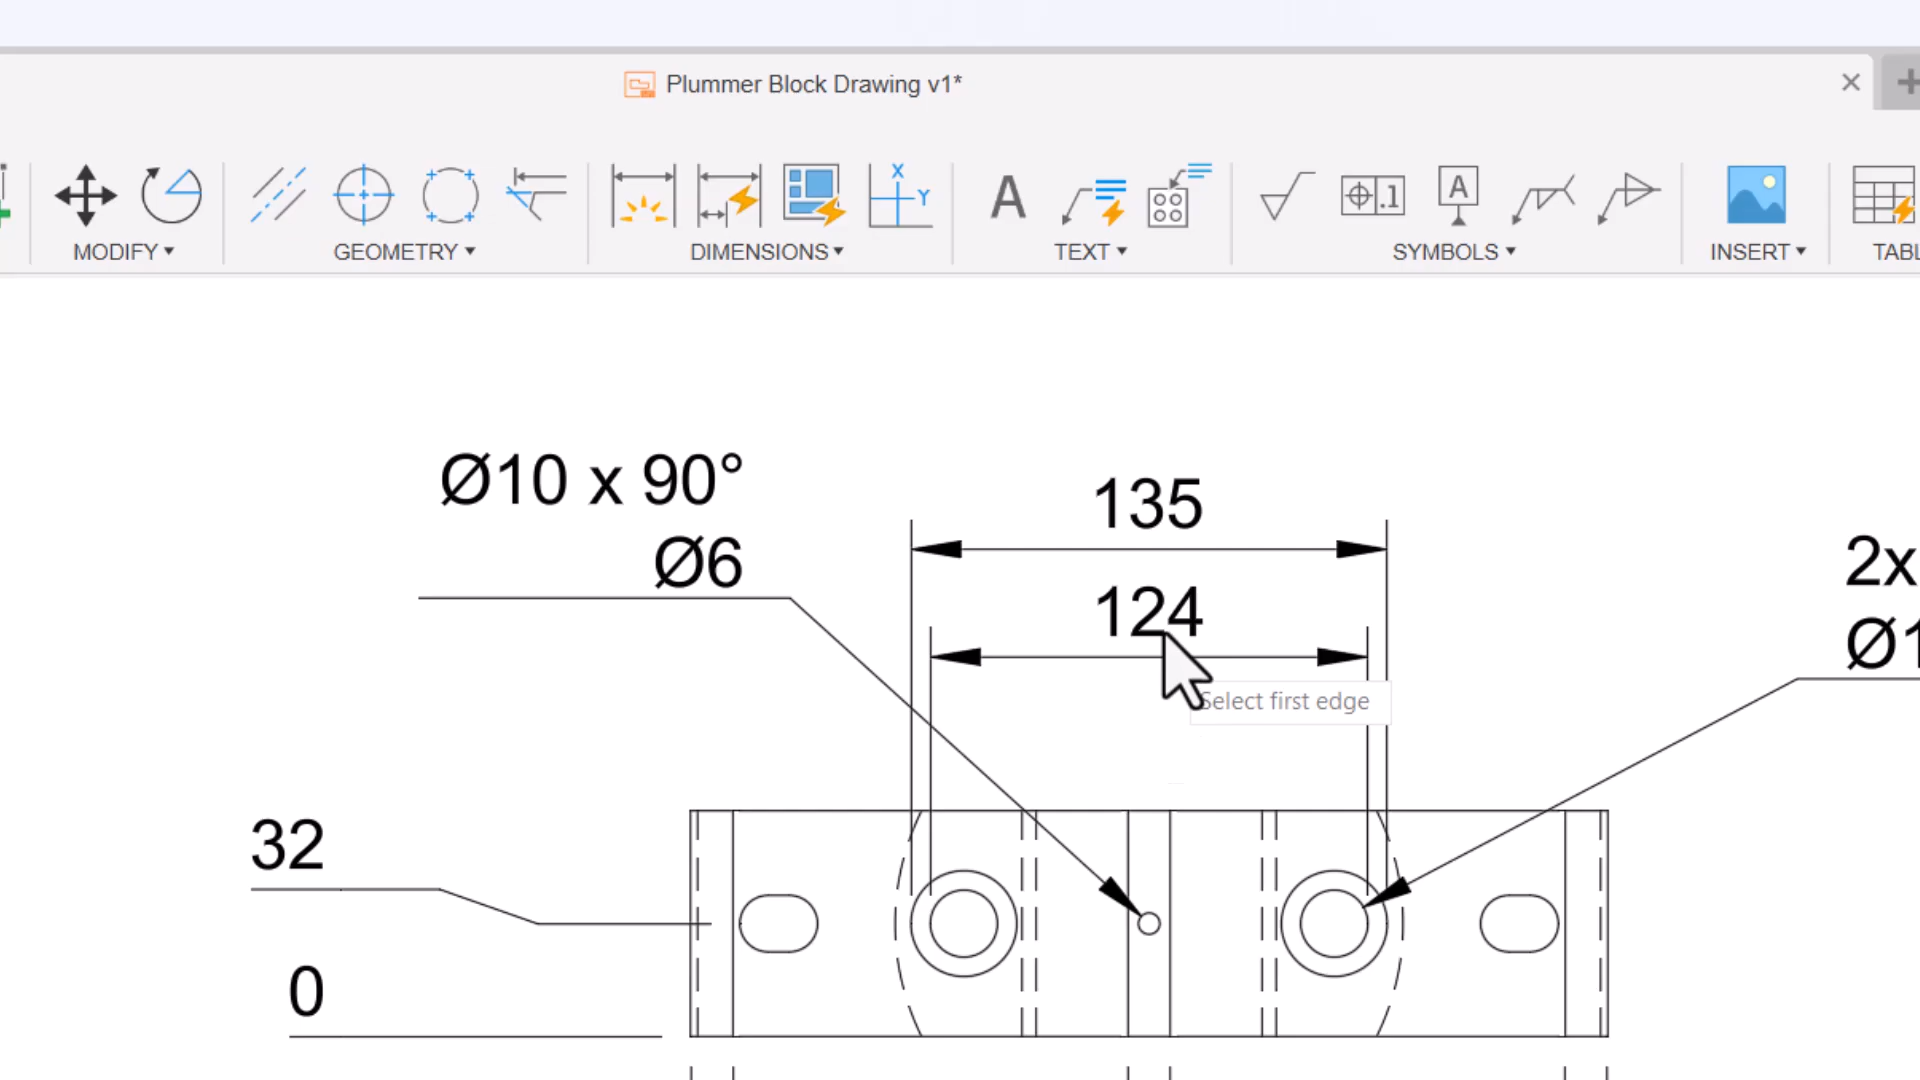 Plummer Block Drawing v1*
X
Y
A
.1
A
MODIFY
GEOMETRY
DIMENSIONS
TEXT
SYMBOLS
INSERT
Ø10 x 90°
Ø6
135
124
2x
Select first edge
32
0